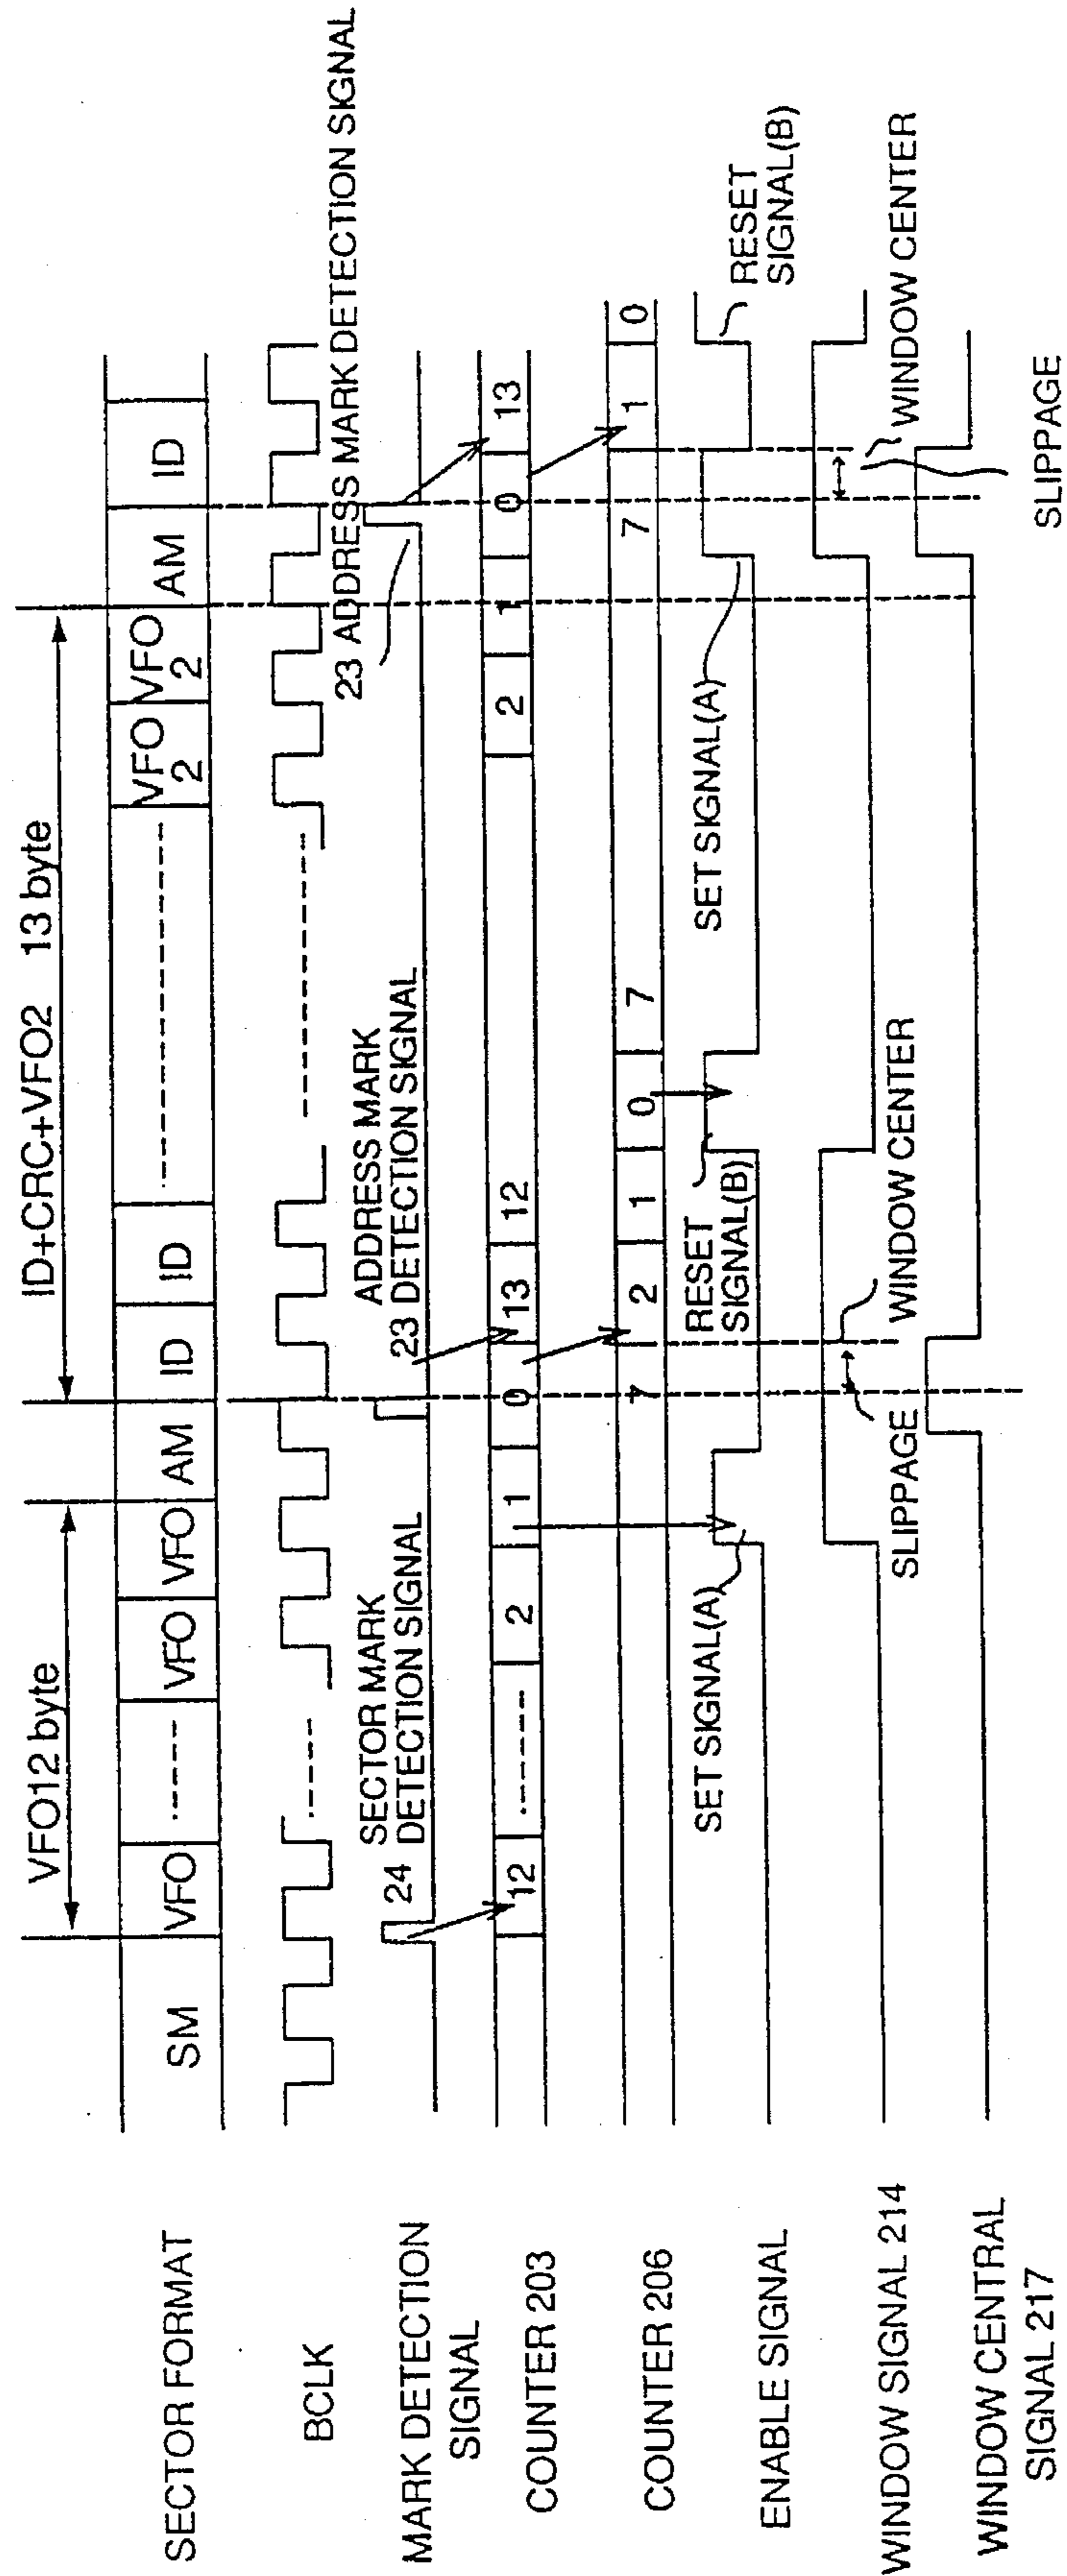 VFO12 byte
ID+CRC+VFO2 13 byte
SECTOR FORMAT
SM
VFO
VFO
VFO
AM
ID
ID
VFO
2
VFO
2
AM
ID
BCLK
MARK DETECTION
SIGNAL
24 SECTOR MARK
DETECTION SIGNAL
ADDRESS MARK
23 DETECTION SIGNAL
23 ADDRESS MARK DETECTION SIGNAL
COUNTER 203
12
2
1
0
13
12
2
1
0
13
COUNTER 206
7
2
1
0
7
7
1
0
ENABLE SIGNAL
SET SIGNAL(A)
RESET
SIGNAL(B)
SET SIGNAL(A)
RESET
SIGNAL(B)
WINDOW SIGNAL 214
SLIPPAGE
WINDOW CENTER
WINDOW CENTER
WINDOW CENTRAL
SIGNAL 217
SLIPPAGE